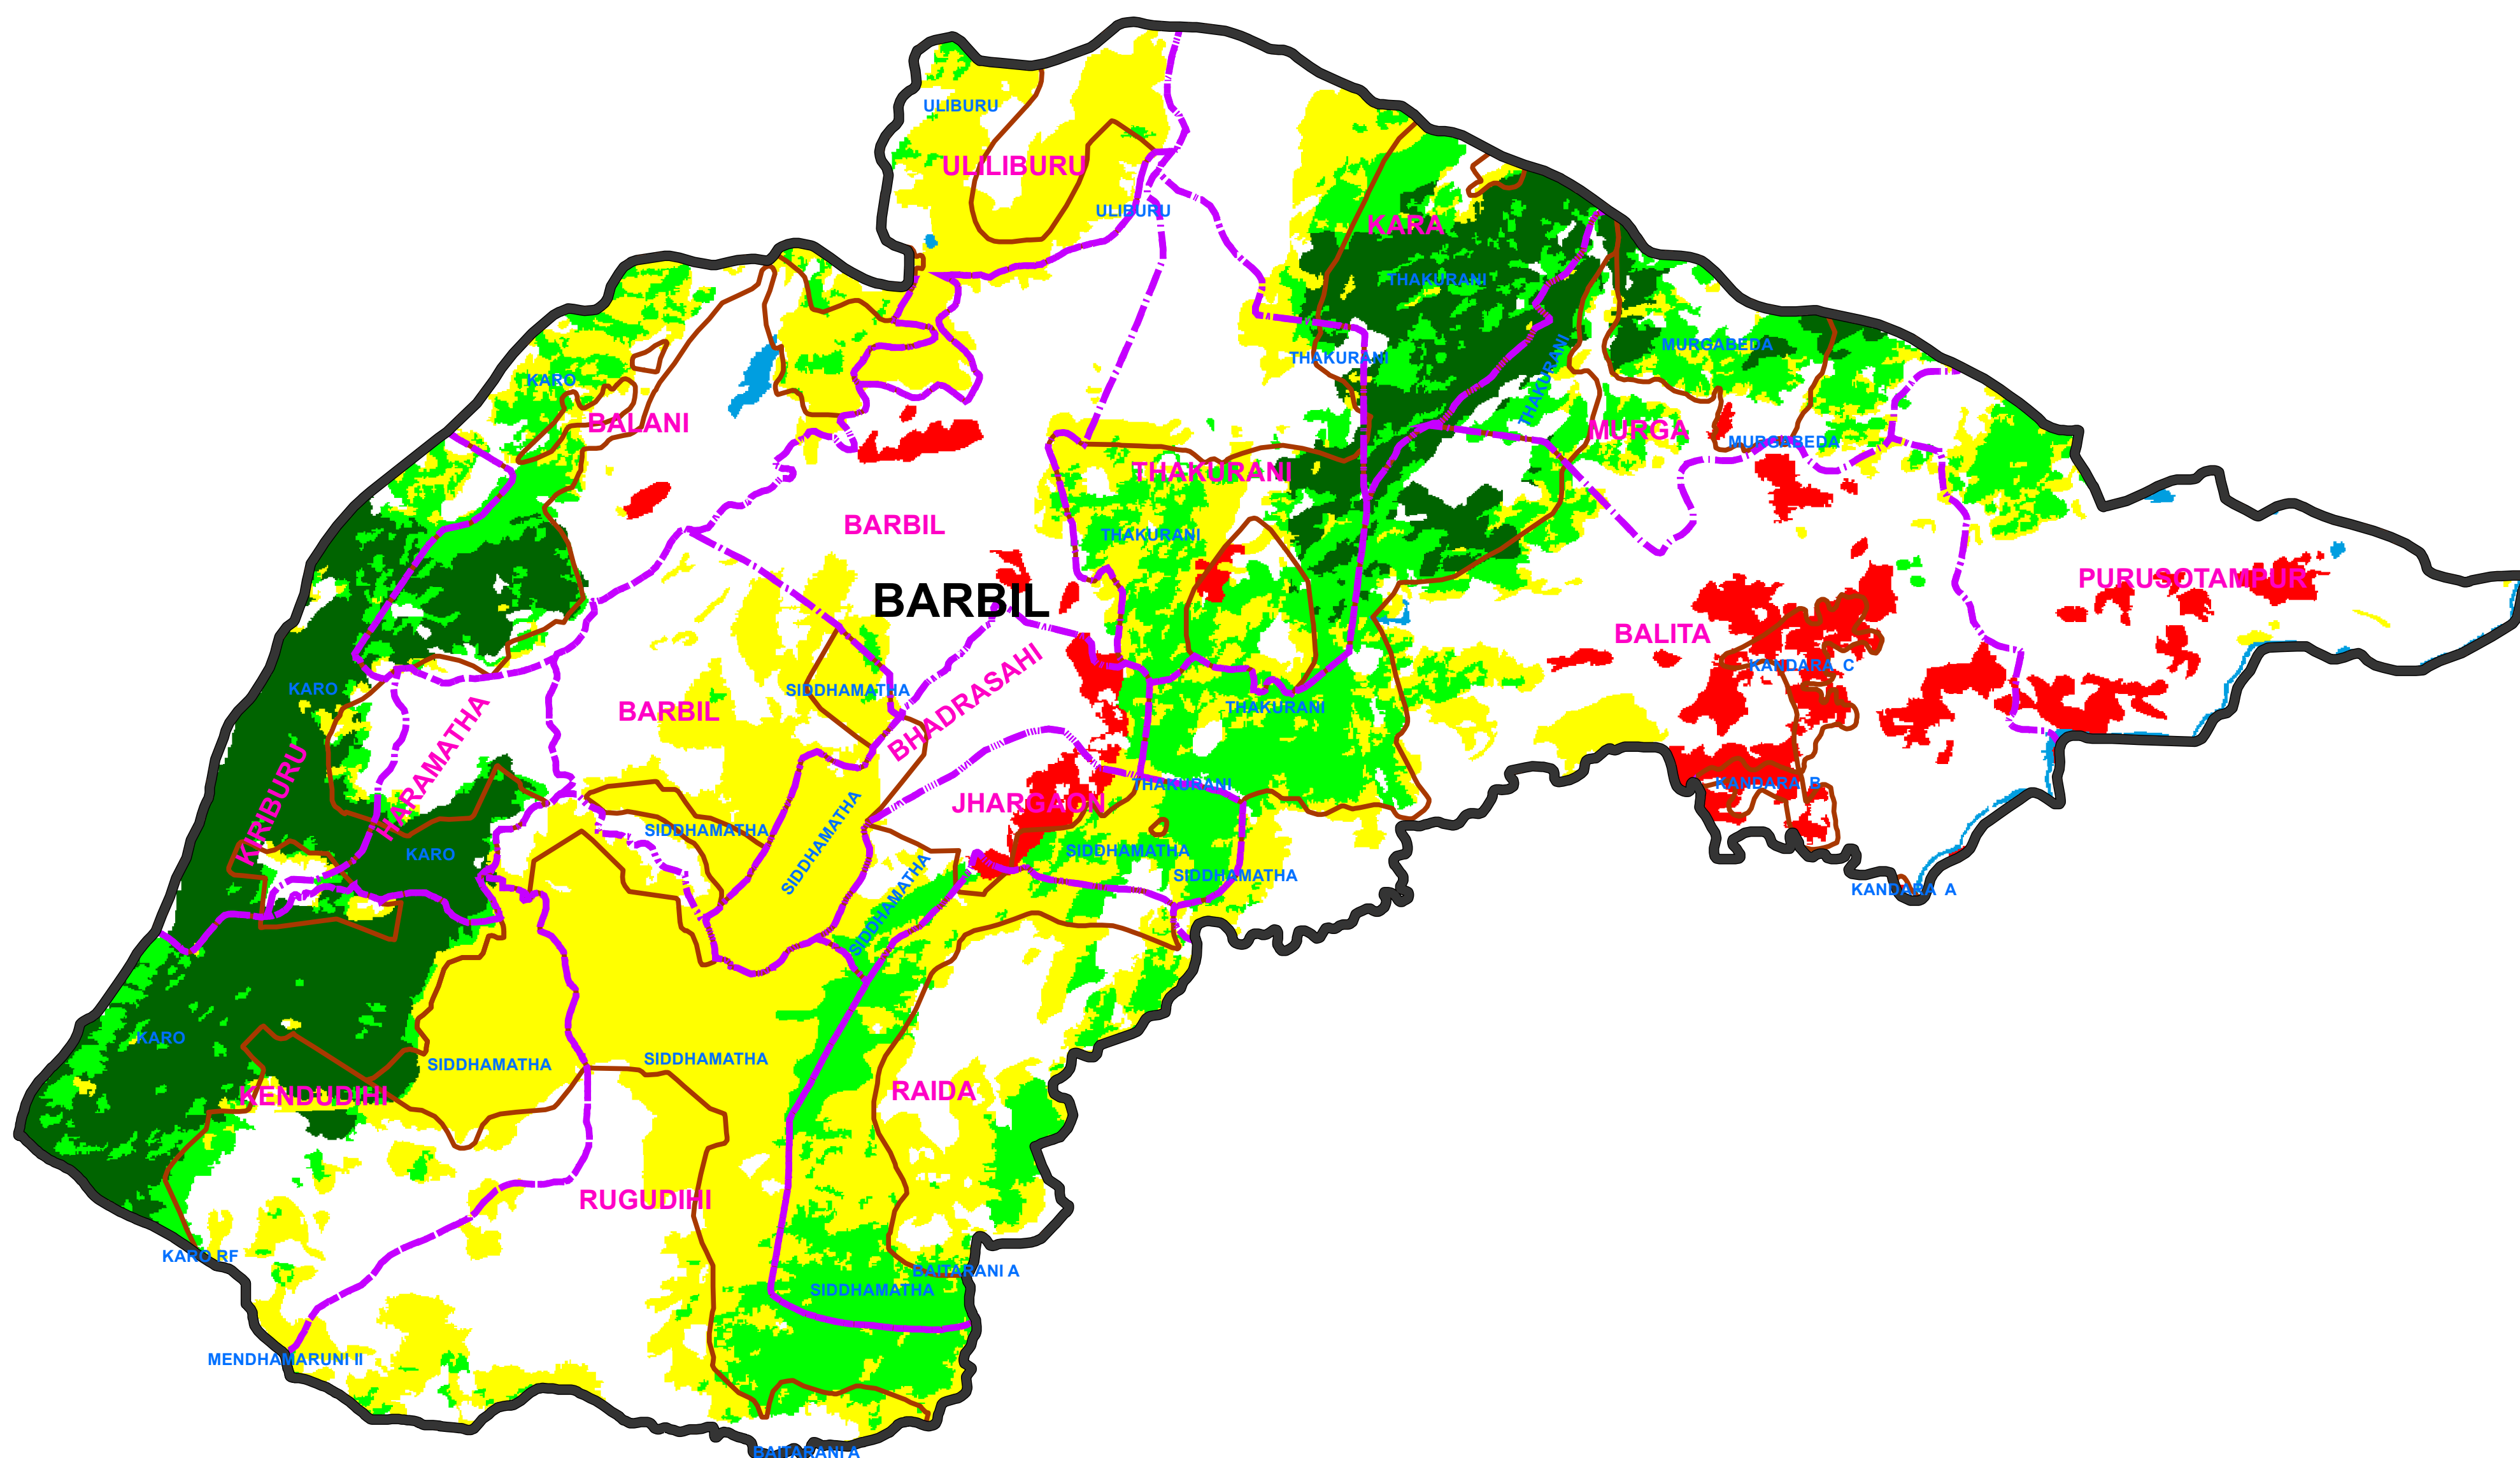 ULIBURU
ULILIBURU
ULIBURU
KARA
THAKURANI
THAKURANI
THAKURANI
MURGABEDA
KARO
BALANI
MURGA
MURGABEDA
THAKURANI
BARBIL
THAKURANI
PURUSOTAMPUR
BARBIL
BALITA
KANDARA C
KARO
SIDDHAMATHA
BHADRASAHI
BARBIL
THAKURANI
HARAMATHA
KIRIBURU
THAKURANI
KANDARA B
JHARGAON
SIDDHAMATHA
SIDDHAMATHA
KARO
SIDDHAMATHA
SIDDHAMATHA
SIDDHAMATHA
KANDARA A
KARO
SIDDHAMATHA
SIDDHAMATHA
KENDUDIHI
RAIDA
RUGUDIHI
KARO RF
BAITARANI A
SIDDHAMATHA
MENDHAMARUNI II
BAITARANI A